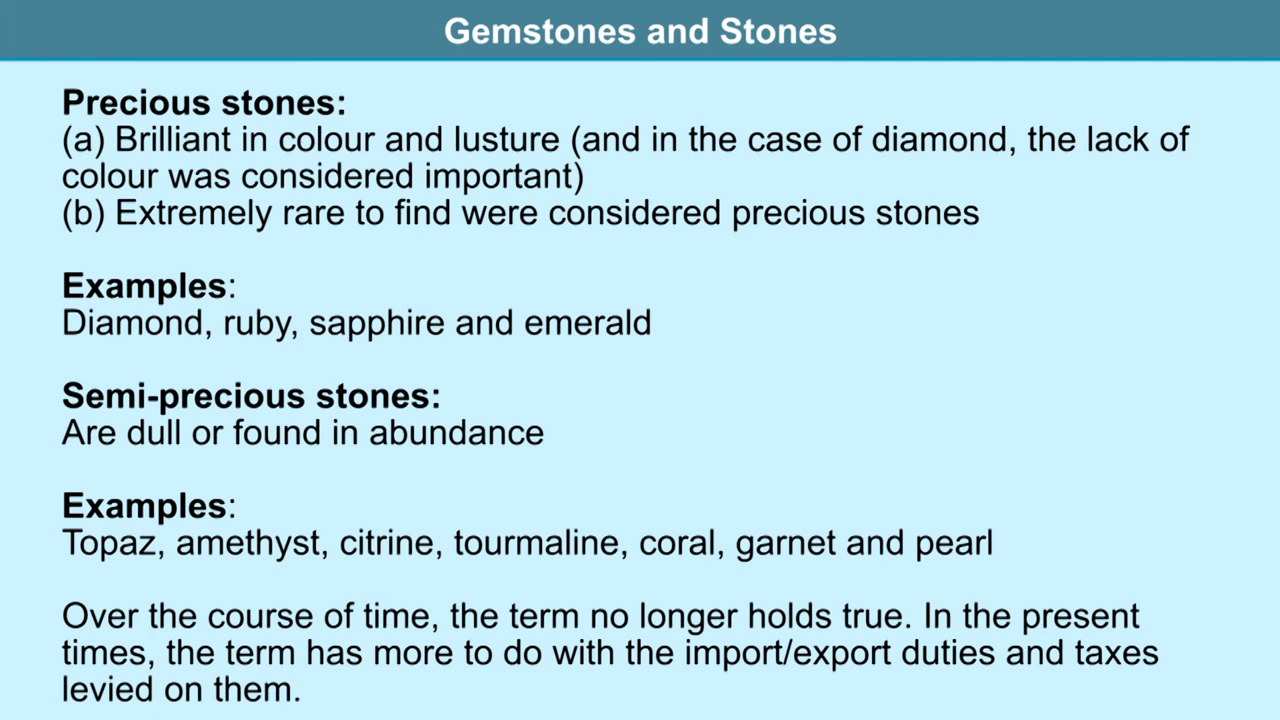 Gemstones and Stones
Precious stones:
(a) Brilliant in colour and lusture (and in the case of diamond, the lack of
colour was considered important)
(b) Extremely rare to find were considered precious stones
Examples:
Diamond, ruby, sapphire and emerald
Semi-precious stones:
Are dull or found in abundance
Examples:
Topaz, amethyst, citrine, tourmaline, coral, garnet and pearl
Over the course of time, the term no longer holds true. In the present
times, the term has more to do with the import/export duties and taxes
levied on them.